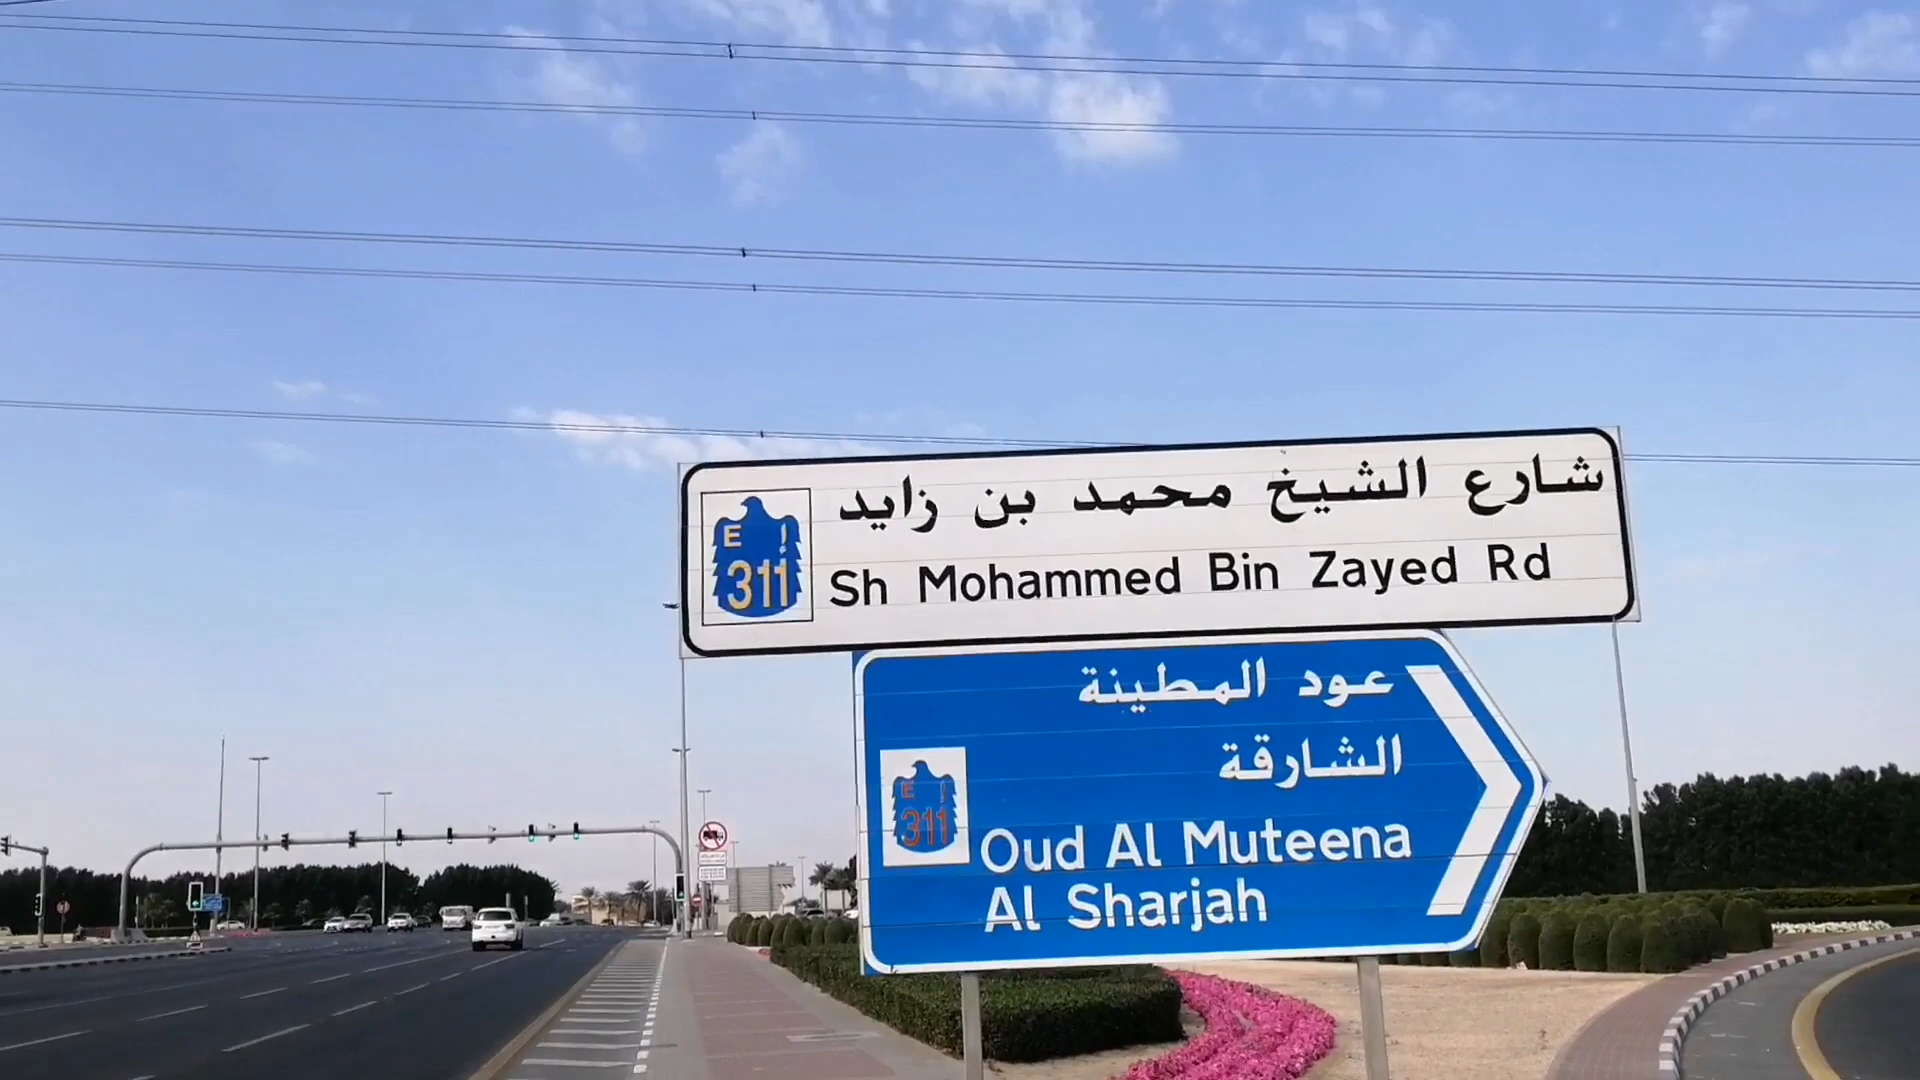 شارع الشيخ محمد بن زايد
E إ
311
Sh Mohammed Bin Zayed Rd
عود المطينة
الشارقة
E إ
311
Oud Al Muteena
Al Sharjah